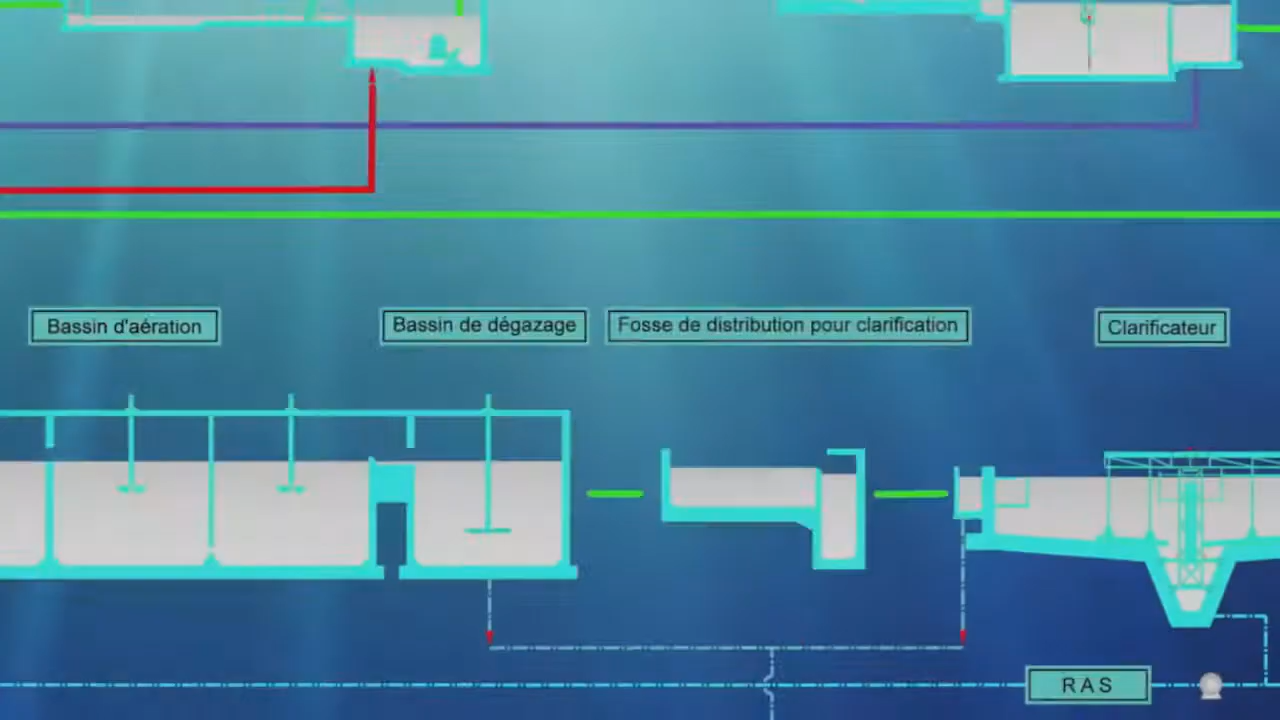 Bassin d'aération
Bassin de dégazage
Fosse de distribution pour clarification
Clarificateur
RAS